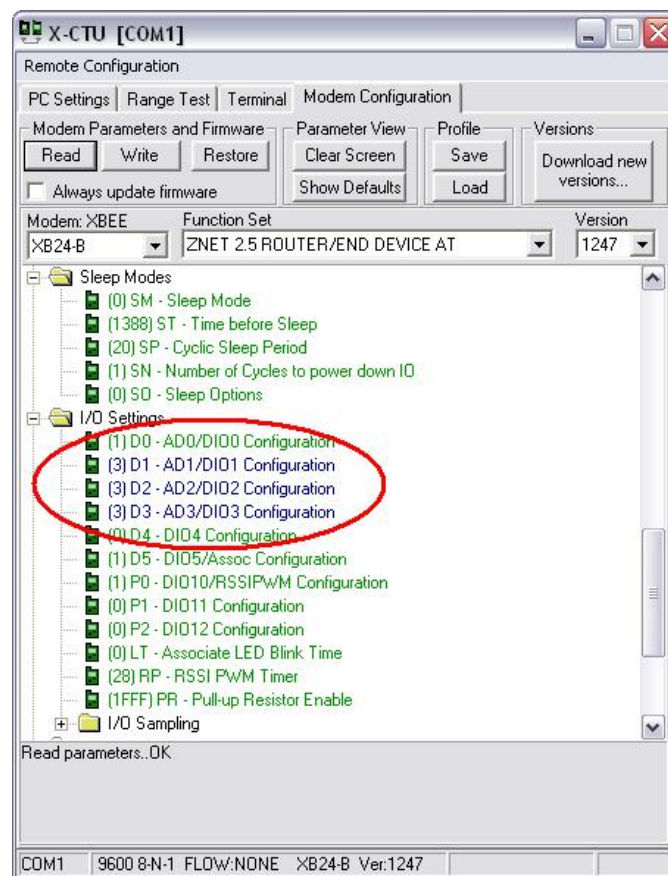 X-CTU [COM1]
Remote Configuration
PC Settings Range Test Terminal Modem Configuration
Modem Parameters and Firmware Parameter View Profile Versions
Read Write Restore Clear Screen Save Download new versions...
Always update firmware Show Defaults Load
Modem: XBEE Function Set Version
XB24-B ZNET 2.5 ROUTER/END DEVICE AT 1247
Sleep Modes
(0) SM - Sleep Mode
(1388) ST - Time before Sleep
(20) SP - Cyclic Sleep Period
(1) SN - Number of Cycles to power down IO
(0) SO - Sleep Options
I/O Settings
(1) D0 - AD0/DIO0 Configuration
(3) D1 - AD1/DIO1 Configuration
(3) D2 - AD2/DIO2 Configuration
(3) D3 - AD3/DIO3 Configuration
(0) D4 - DIO4 Configuration
(1) D5 - DIO5/Assoc Configuration
(1) P0 - DIO10/RSSIPWM Configuration
(0) P1 - DIO11 Configuration
(0) P2 - DIO12 Configuration
(0) LT - Associate LED Blink Time
(28) RP - RSSI PWM Timer
(1FFF) PR - Pull-up Resistor Enable
I/O Sampling
Read parameters..OK
COM1 9600 8-N-1 FLOW:NONE XB24-B Ver:1247